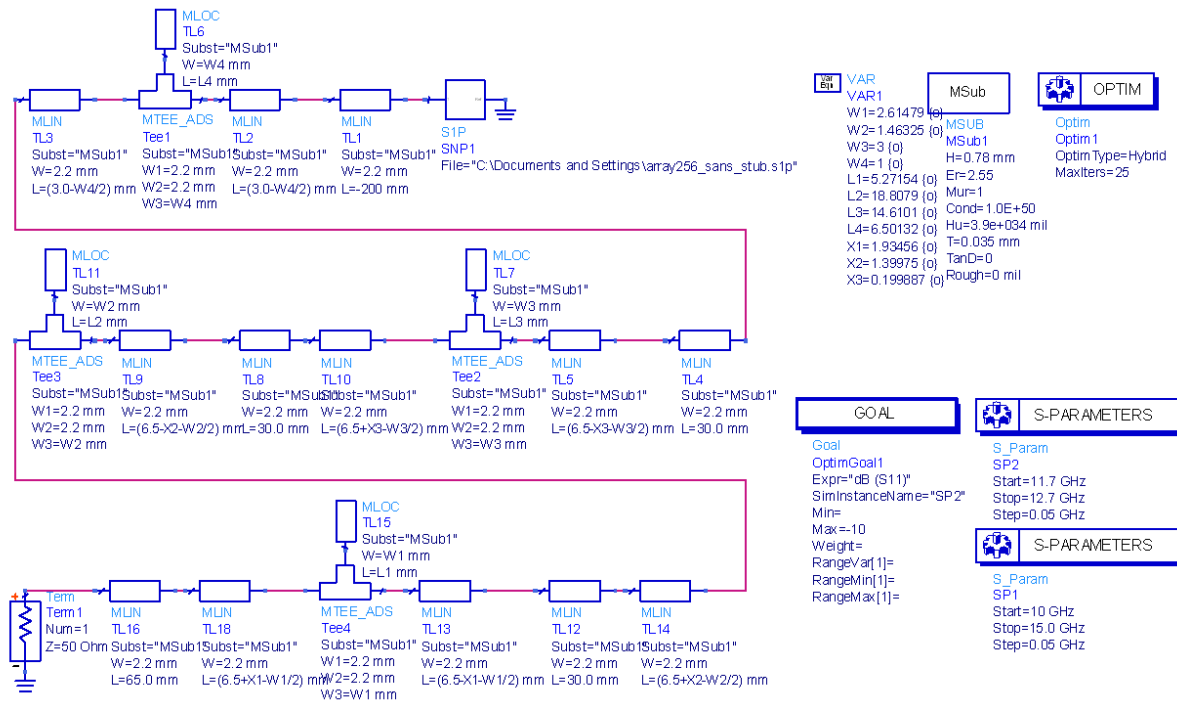 MLOC
TL6
Subst="MSub1"
W=W4 mm
L=L4 mm
MLIN
TL3
Subst="MSub1"
W=2.2 mm
L=(3.0-W4/2) mm
MTEE_ADS
Tee1
Subst="MSub1"
W1=2.2 mm
W2=2.2 mm
W3=W4 mm
MLIN
TL2
Subst="MSub1"
W=2.2 mm
L=(3.0-W4/2) mm
MLIN
TL1
Subst="MSub1"
W=2.2 mm
L=-200 mm
S1P
SNP1
File="C:\Documents and Settings\array256_sans_stub.s1p"
Var
Eqn
VAR
VAR1
W1=2.61479 {o}
W2=1.46325 {o}
W3=3 {o}
W4=1 {o}
L1=5.27154 {o}
L2=18.8079 {o}
L3=14.6101 {o}
L4=6.50132 {o}
X1=1.93456 {o}
X2=1.39975 {o}
X3=0.199887 {o}
MSub
MSUB
MSub1
H=0.78 mm
Er=2.55
Mur=1
Cond=1.0E+50
Hu=3.9e+034 mil
T=0.035 mm
TanD=0
Rough=0 mil
OPTIM
Optim
Optim1
OptimType=Hybrid
MaxIters=25
MLOC
TL11
Subst="MSub1"
W=W2 mm
L=L2 mm
MLOC
TL7
Subst="MSub1"
W=W3 mm
L=L3 mm
MTEE_ADS
Tee3
Subst="MSub1"
W1=2.2 mm
W2=2.2 mm
W3=W2 mm
MLIN
TL9
Subst="MSub1"
W=2.2 mm
L=(6.5-X2-W2/2) mm
MLIN
TL8
Subst="MSub1"
W=2.2 mm
L=30.0 mm
MLIN
TL10
Subst="MSub1"
W=2.2 mm
L=(6.5+X3-W3/2) mm
MTEE_ADS
Tee2
Subst="MSub1"
W1=2.2 mm
W2=2.2 mm
W3=W3 mm
MLIN
TL5
Subst="MSub1"
W=2.2 mm
L=(6.5-X3-W3/2) mm
MLIN
TL4
Subst="MSub1"
W=2.2 mm
L=30.0 mm
GOAL
Goal
OptimGoal1
Expr="dB (S11)"
SimInstanceName="SP2"
Min=
Max=-10
Weight=
RangeVar[1]=
RangeMin[1]=
RangeMax[1]=
S-PARAMETERS
S_Param
SP2
Start=11.7 GHz
Stop=12.7 GHz
Step=0.05 GHz
S-PARAMETERS
S_Param
SP1
Start=10 GHz
Stop=15.0 GHz
Step=0.05 GHz
MLOC
TL15
Subst="MSub1"
W=W1 mm
L=L1 mm
Term
Term1
Num=1
Z=50 Ohm
MLIN
TL16
Subst="MSub1"
W=2.2 mm
L=65.0 mm
MLIN
TL18
Subst="MSub1"
W=2.2 mm
L=(6.5+X1-W1/2) mm
MTEE_ADS
Tee4
Subst="MSub1"
W1=2.2 mm
W2=2.2 mm
W3=W1 mm
MLIN
TL13
Subst="MSub1"
W=2.2 mm
L=(6.5-X1-W1/2) mm
MLIN
TL12
Subst="MSub1"
W=2.2 mm
L=30.0 mm
MLIN
TL14
Subst="MSub1"
W=2.2 mm
L=(6.5+X2-W2/2) mm